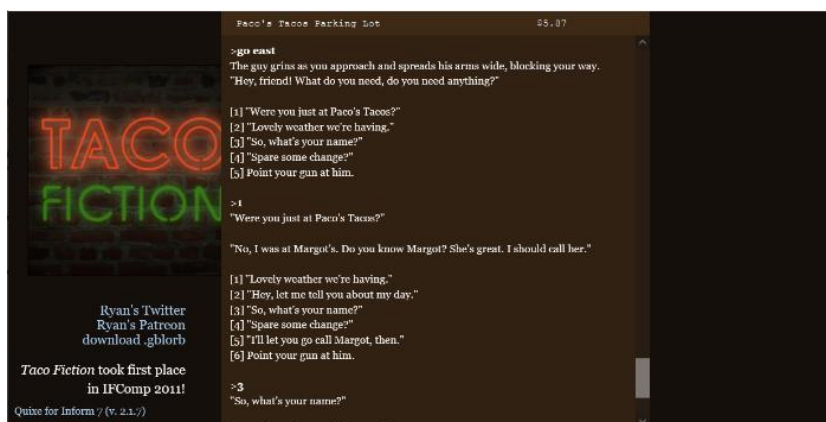 Paco's Tacos Parking Lot $5.87
>go east
The guy grins as you approach and spreads his arms wide, blocking your way.
"Hey, friend! What do you need, do you need anything?"
[1] "Were you just at Paco's Tacos?"
[2] "Lovely weather we're having."
[3] "So, what's your name?"
[4] "Spare some change?"
[5] Point your gun at him.
>1
"Were you just at Paco's Tacos?"
"No, I was at Margot's. Do you know Margot? She's great. I should call her."
[1] "Lovely weather we're having."
[2] "Hey, let me tell you about my day."
[3] "So, what's your name?"
[4] "Spare some change?"
[5] "I'll let you go call Margot, then."
[6] Point your gun at him.
>3
"So, what's your name?"
TACO
FICTION
Ryan's Twitter
Ryan's Patreon
download .gblorb
Taco Fiction took first place
in IFComp 2011!
Quixe for Inform 7 (v. 2.1.7)